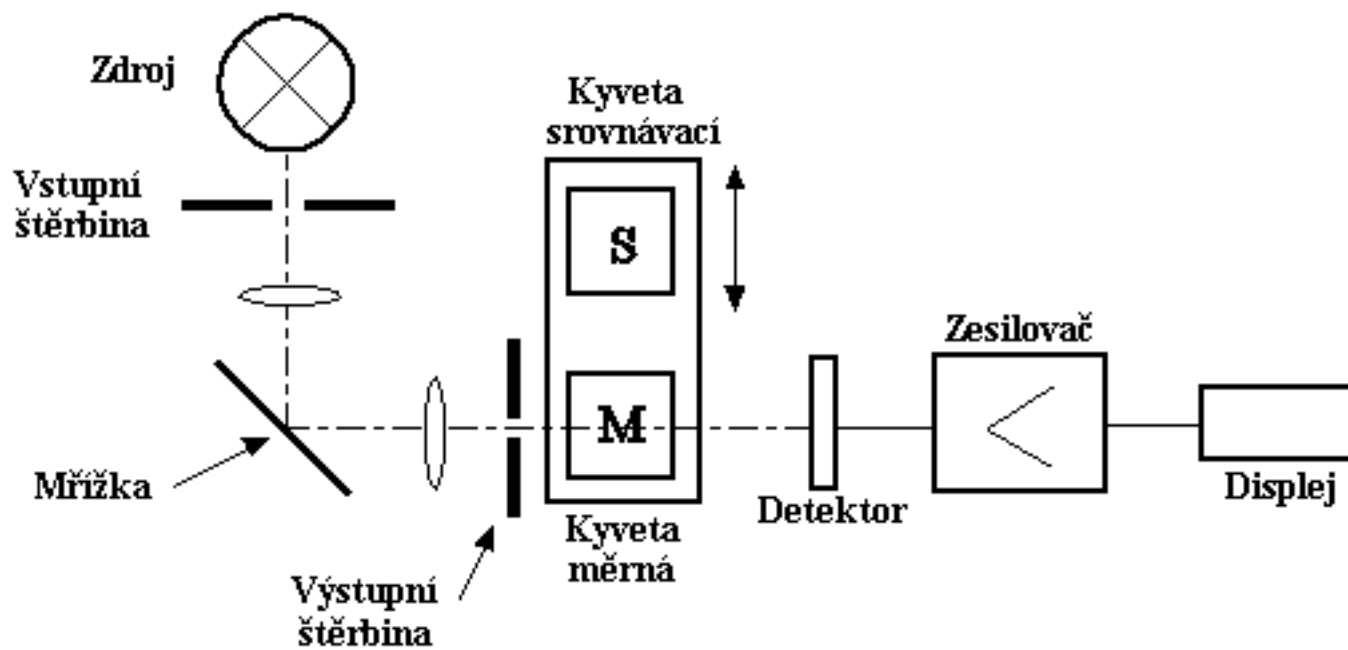 Zdroj
Vstupní
štěrbina
Mřížka
Výstupní
štěrbina
Kyveta
srovnávací
S
M
Kyveta
měrná
Detektor
Zesilovač
Displej